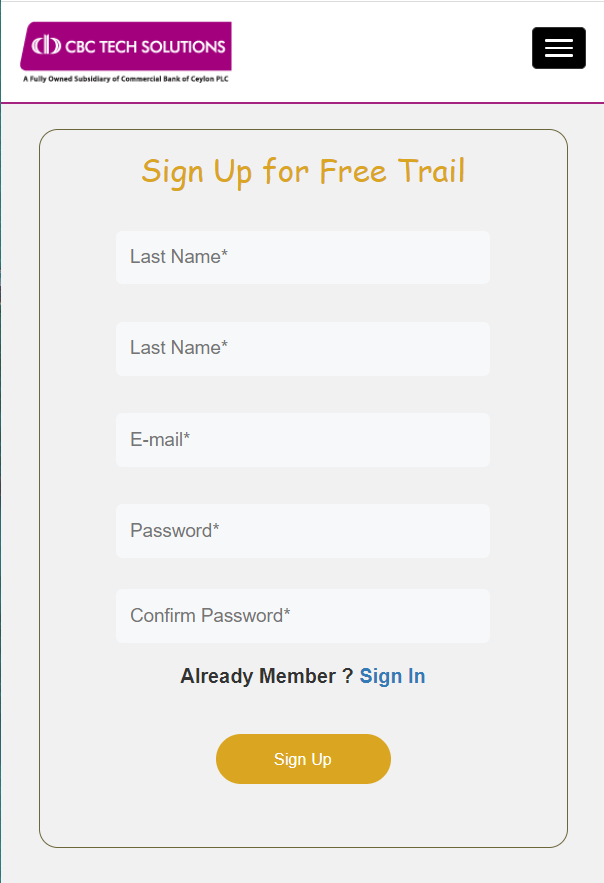 CBC TECH SOLUTIONS
A Fully Owned Subsidiary of Commercial Bank of Ceylon PLC
Sign Up for Free Trail
Last Name*
Last Name*
E-mail*
Password*
Confirm Password*
Already Member ? Sign In
Sign Up